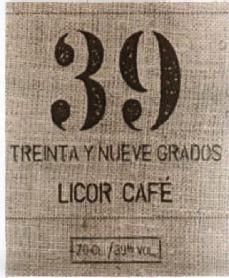 39
TREINTA Y NUEVE GRADOS
LICOR CAFÉ
70 CL. / 39% VOL.